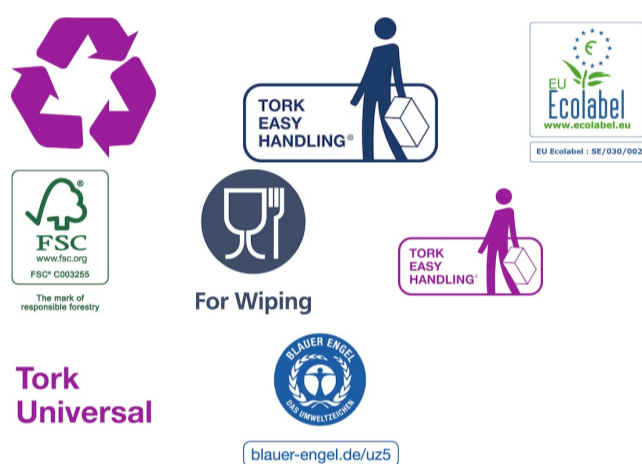 TORK
EASY
HANDLING®
EU
Ecolabel
www.ecolabel.eu
EU Ecolabel : SE/030/002
®
FSC
www.fsc.org
FSC® C003255
The mark of
responsible forestry
For Wiping
TORK
EASY
HANDLING®
Tork
Universal
BLAUER ENGEL
DAS UMWELTZEICHEN
blauer-engel.de/uz5